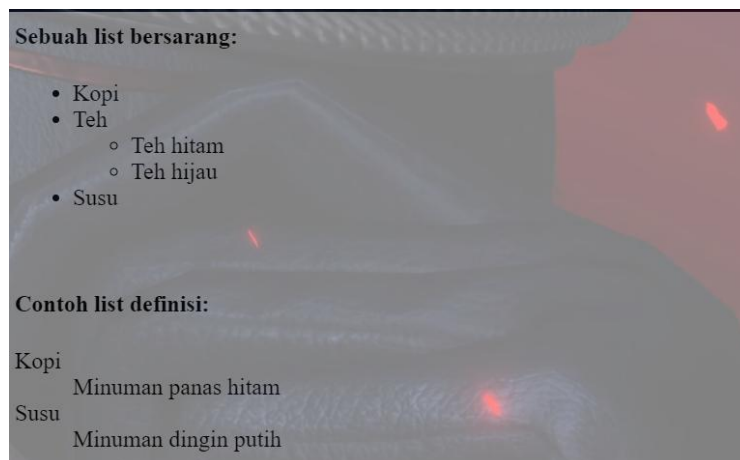 Sebuah list bersarang:
• Kopi
• Teh
◦ Teh hitam
◦ Teh hijau
• Susu
Contoh list definisi:
Kopi
Minuman panas hitam
Susu
Minuman dingin putih